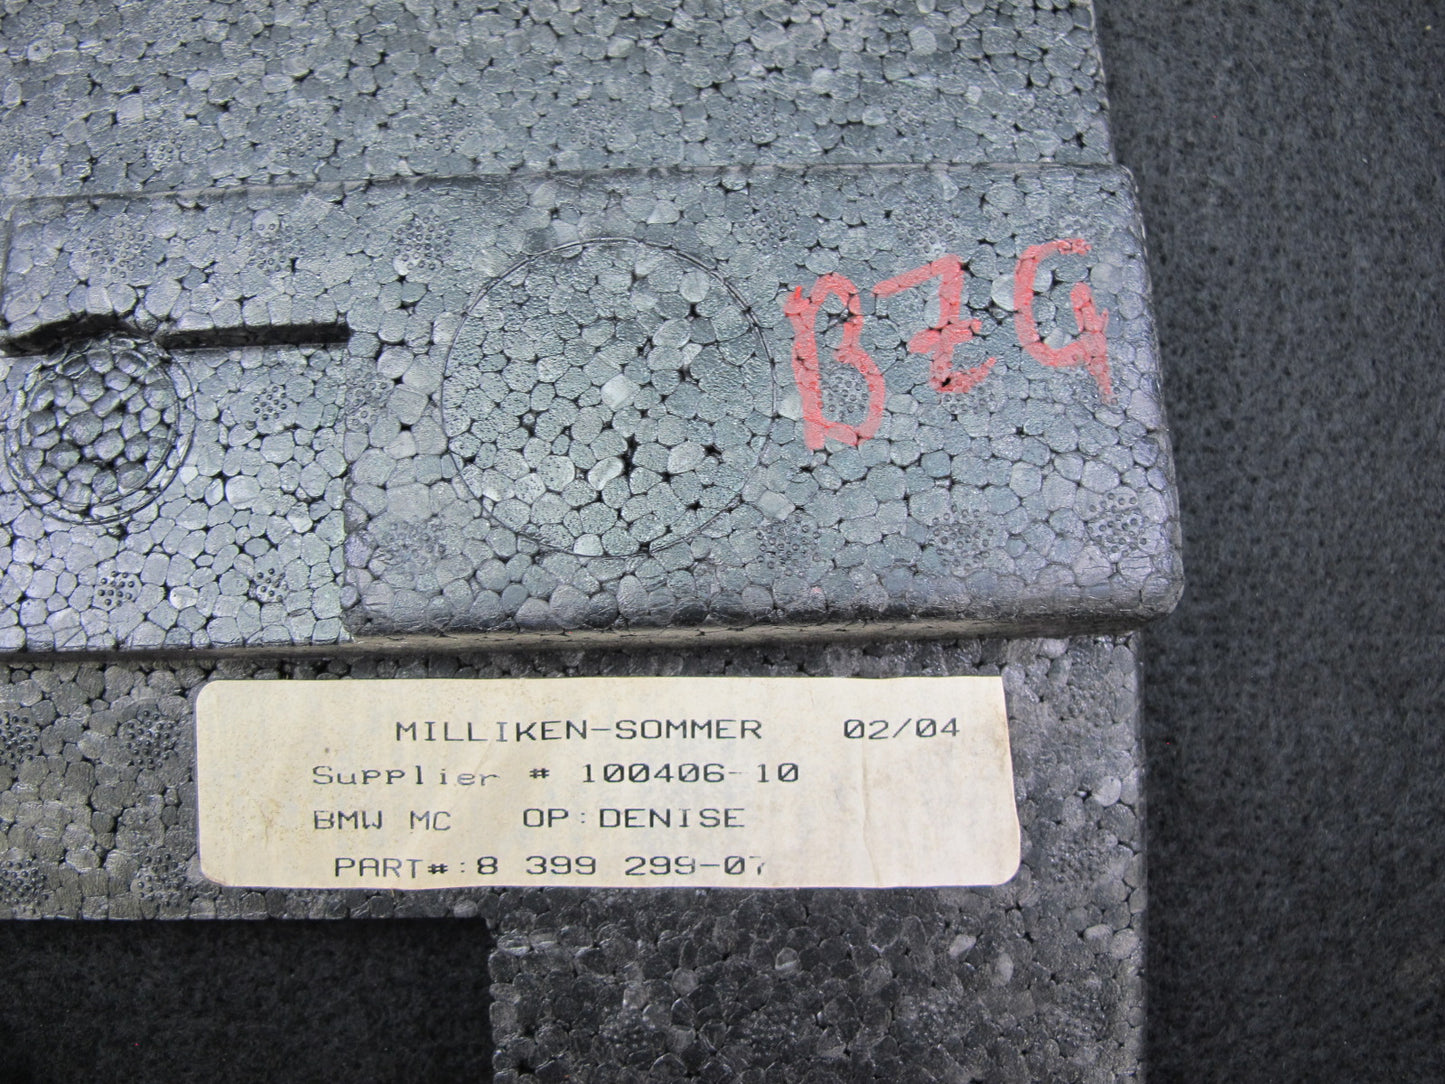 BZG
MILLIKEN-SOMMER 02/04
Supplier # 100406-10
BMW MC OP:DENISE
PART#:8 399 299-07